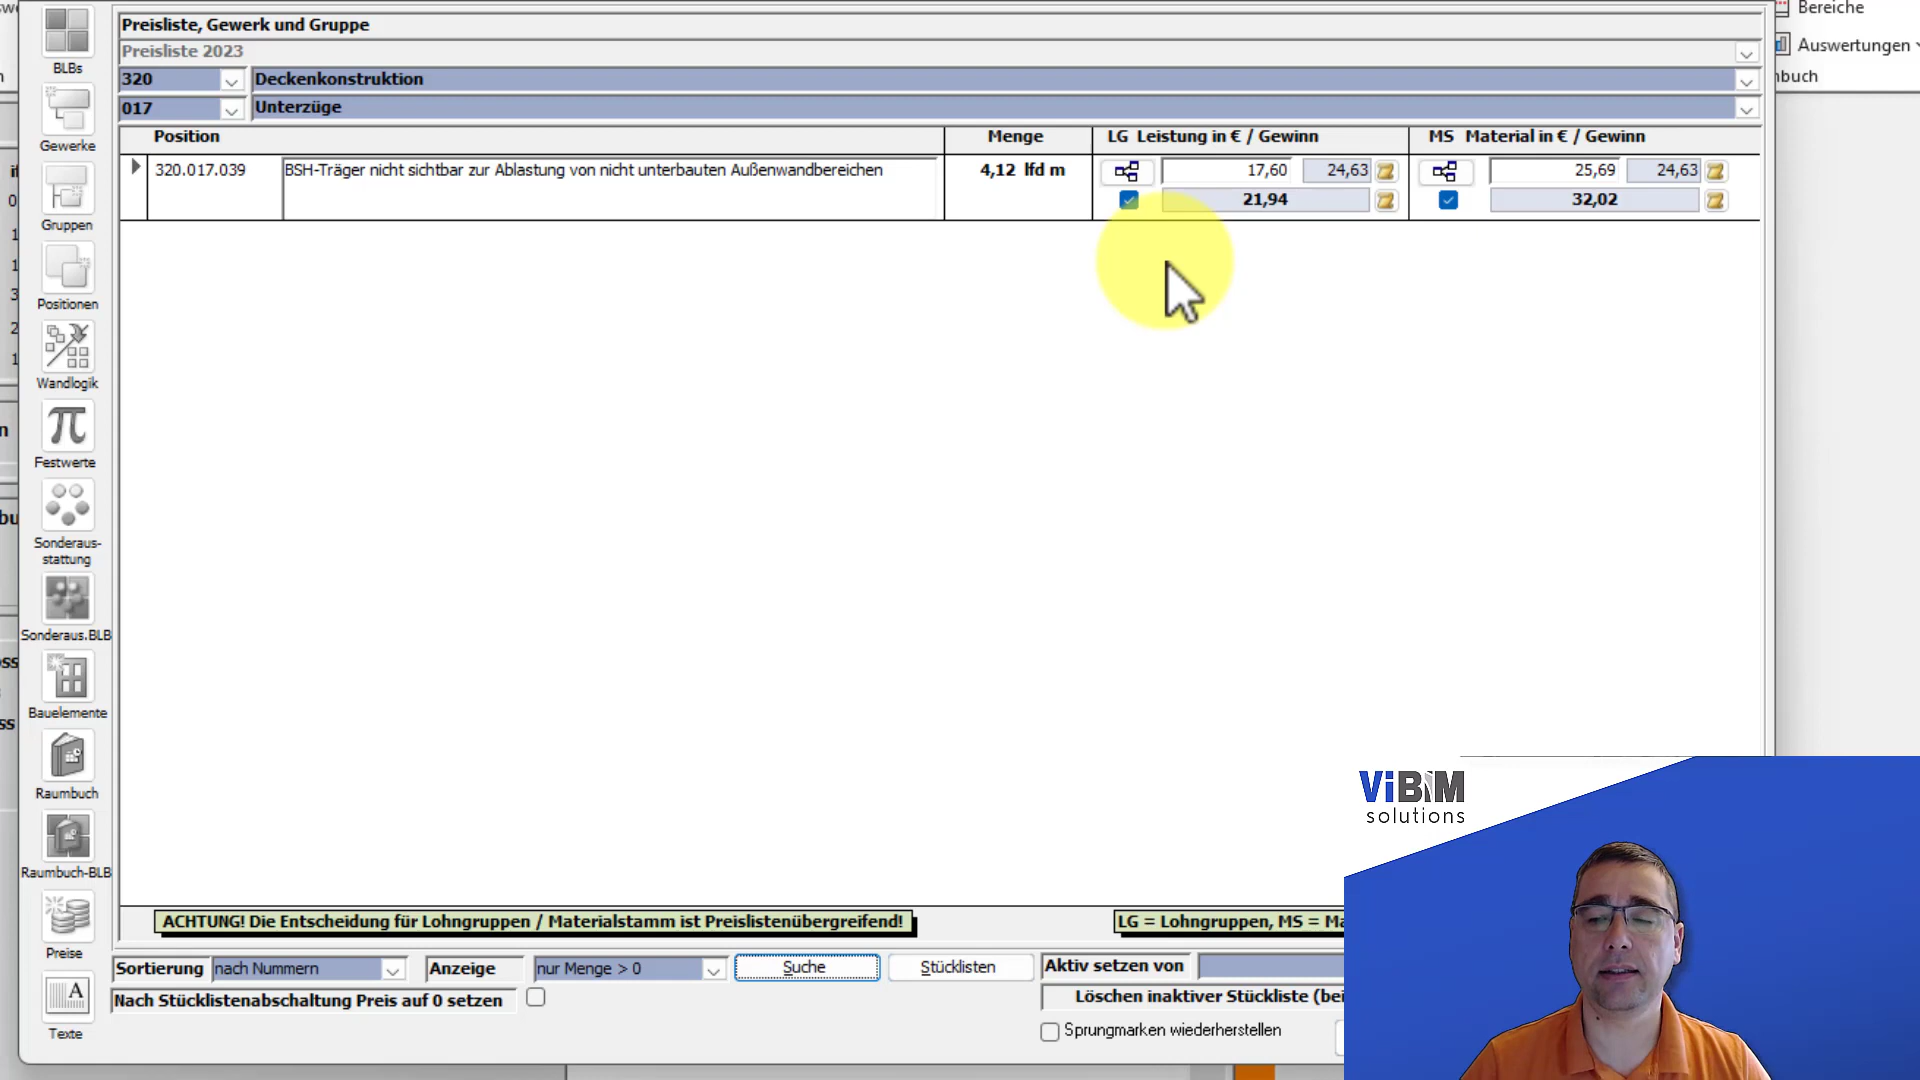 Preisliste, Gewerk und Gruppe
Preisliste 2023
320 Deckenkonstruktion
017 Unterzüge
Position Menge LG Leistung in € / Gewinn MS Material in € / Gewinn
320.017.039 BSH-Träger nicht sichtbar zur Ablastung von nicht unterbauten Außenwandbereichen 4,12 lfd m 17,60 24,63 25,69 24,63
21,94 32,02
BLBs
Gewerke
Gruppen
Positionen
Wandlogik
Festwerte
Sonderaus-
stattung
Sonderaus.BLB
Bauelemente
Raumbuch
Raumbuch-BLB
Preise
Texte
Bereiche
Auswertungen
nbuch
ViBiM
solutions
ACHTUNG! Die Entscheidung für Lohngruppen / Materialstamm ist Preislistenübergreifend!
LG = Lohngruppen, MS = Ma
Sortierung nach Nummern Anzeige nur Menge > 0 Suche Stücklisten Aktiv setzen von
Nach Stücklistenabschaltung Preis auf 0 setzen Löschen inaktiver Stückliste (bei
Sprungmarken wiederherstellen